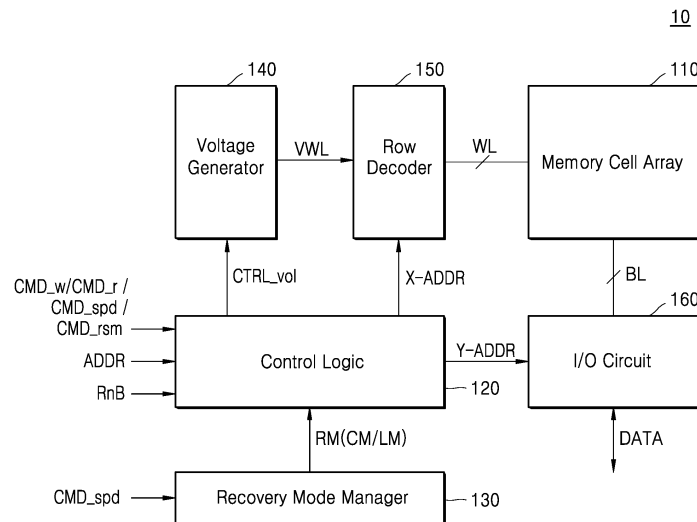 10
140
150
110
Voltage
Generator
VWL
Row
Decoder
WL
Memory Cell Array
CTRL_vol
X-ADDR
BL
CMD_w/CMD_r /
CMD_spd /
CMD_rsm
160
ADDR
Control Logic
Y-ADDR
I/O Circuit
RnB
120
RM(CM/LM)
DATA
CMD_spd
Recovery Mode Manager
130